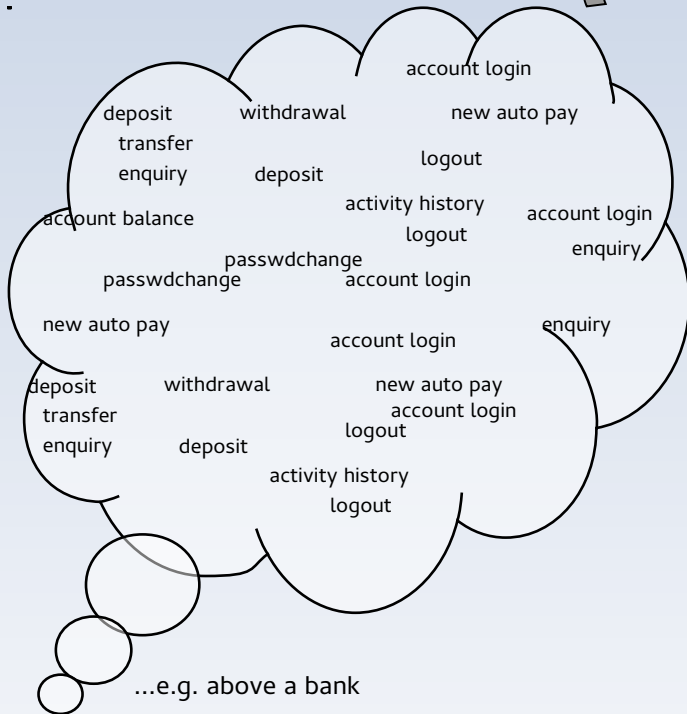 account login
deposit withdrawal new auto pay
transfer
logout
enquiry deposit
activity history
account login
account balance
logout
enquiry
passwdchange
passwdchange account login
new auto pay enquiry
account login
deposit withdrawal new auto pay
account login
transfer
logout
enquiry deposit
activity history
logout
...e.g. above a bank